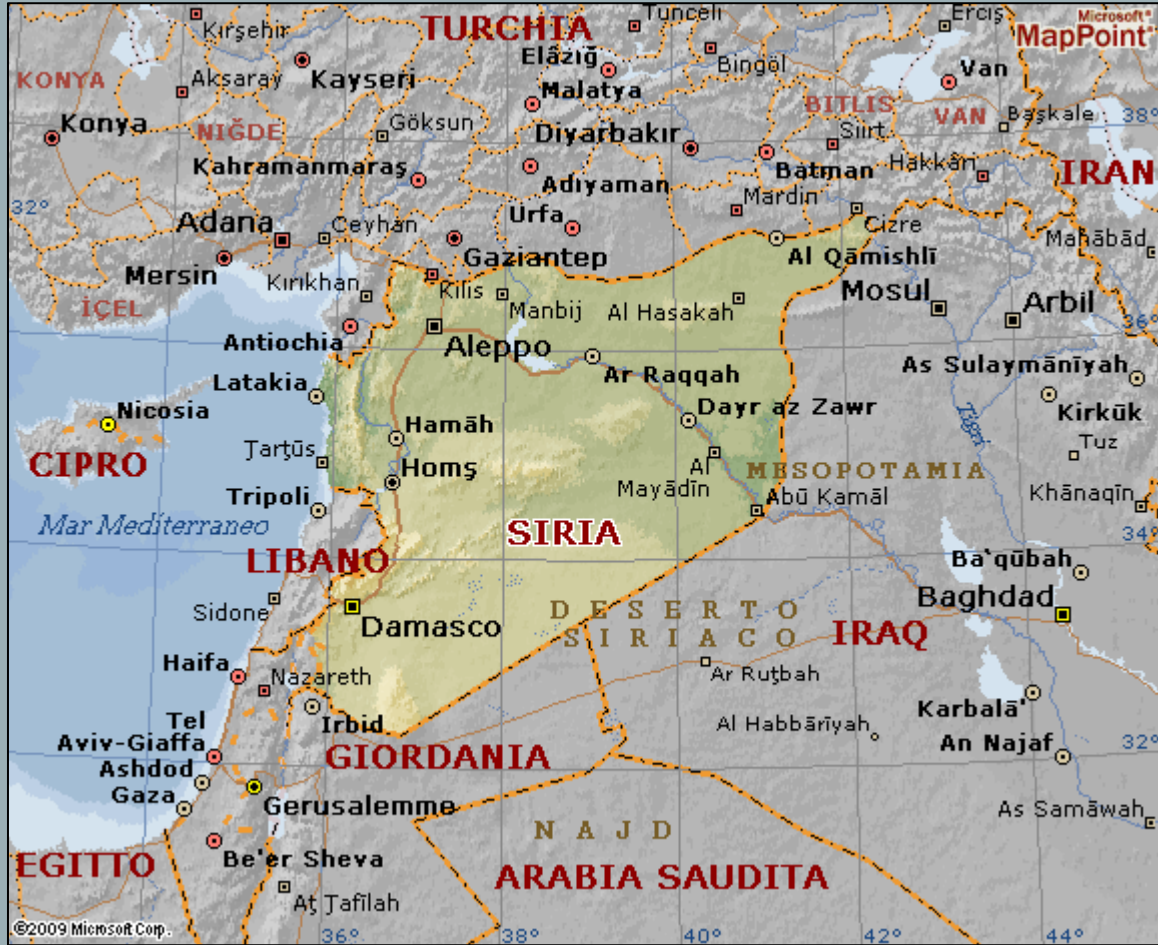 Kırşehir
TURCHIA
Tunceli
Erciş
Microsoft®
MapPoint®
KONYA
Aksaray
Kayseri
Elâzığ
Bingöl
Van
Malatya
BITLIS
VAN
Başkale
38°
Konya
NIĞDE
Göksun
Diyarbakır
Siirt
Kahramanmaraş
Adıyaman
Batman
Hakkâri
IRAN
32°
Adana
Ceyhan
Urfa
Mardin
Cizre
Mersin
Gaziantep
Al Qāmishlī
Mahābād
İÇEL
Kırıkhan
Kilis
Manbij
Al Hasakah
Mosul
Arbil
36°
Antiochia
Aleppo
Ar Raqqah
As Sulaymānīyah
Latakia
Dayr az Zawr
Kirkūk
Nicosia
Hamāh
Tigri
Tuz
CIPRO
Ţarţūs
Homş
Al
Mayādīn
MESOPOTAMIA
Khānaqīn
Tripoli
Abū Kamāl
Mar Mediterraneo
SIRIA
34°
LIBANO
Ba`qūbah
Sidone
Damasco
DESERTO
SIRIACO
IRAQ
Baghdad
Haifa
Nazareth
Ar Ruţbah
Karbalā'
Tel
Aviv-Giaffa
Irbid
GIORDANIA
Al Habbārīyah
An Najaf
32°
Ashdod
Gaza
Gerusalemme
As Samāwah
NAJD
EGITTO
Be'er Sheva
ARABIA SAUDITA
Aţ Ţafīlah
©2009 Microsoft Corp.
36°
38°
40°
42°
44°